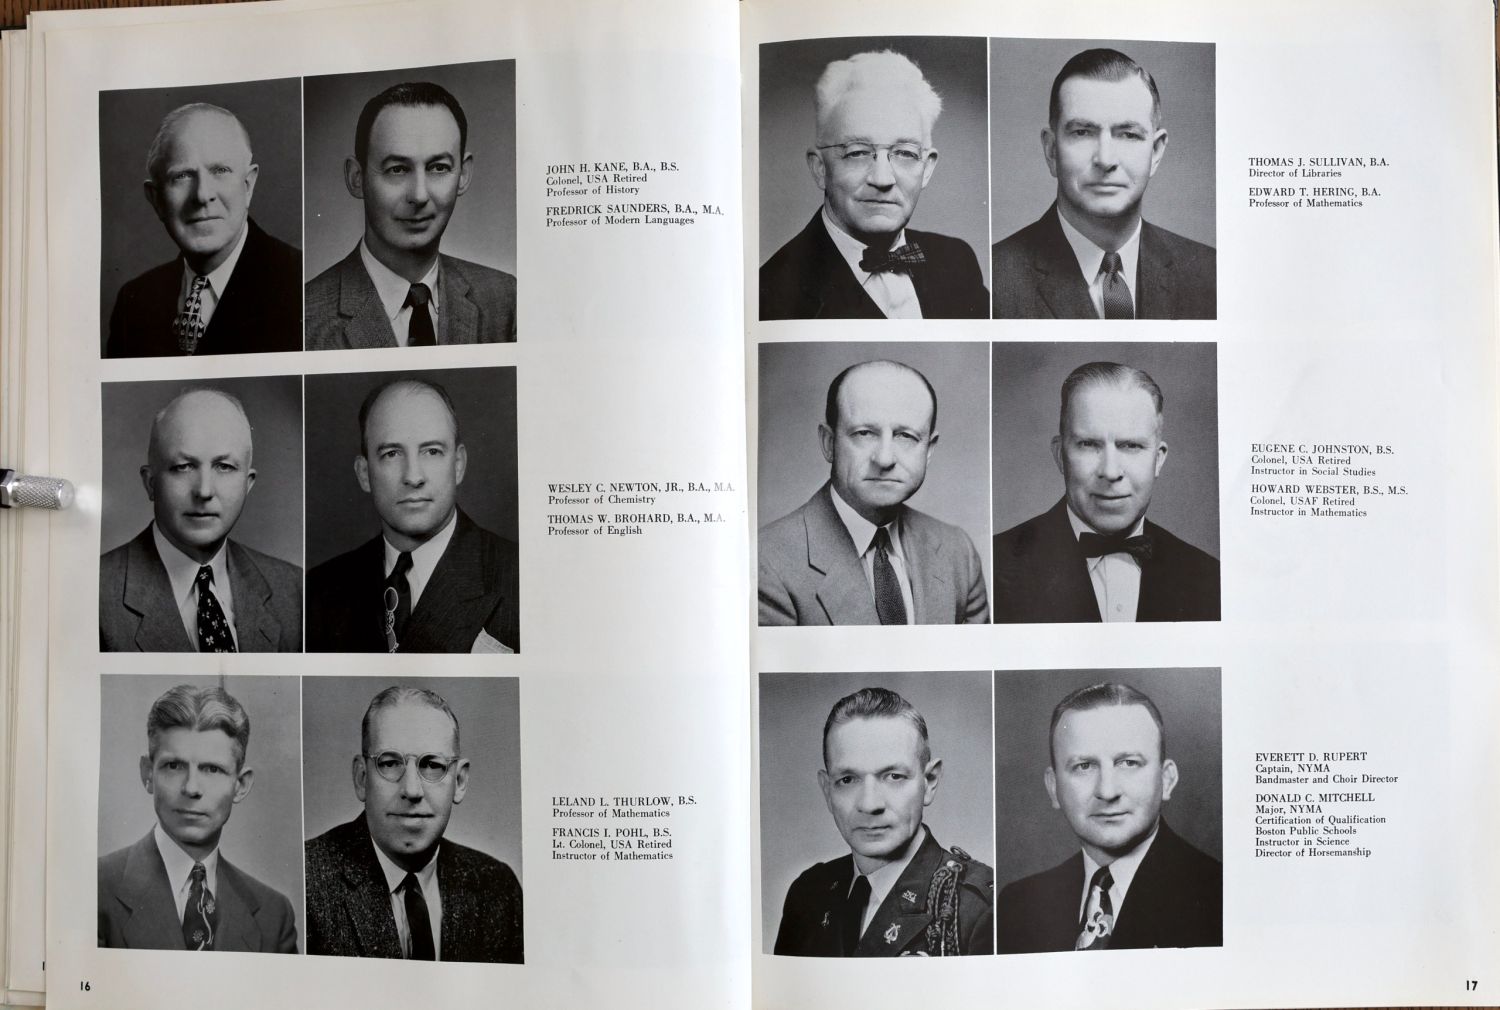 JOHN H. KANE, B.A., B.S.
Colonel, USA Retired
Professor of History
FREDRICK SAUNDERS, B.A., M.A.
Professor of Modern Languages
WESLEY C. NEWTON, JR., B.A., M.A.
Professor of Chemistry
THOMAS W. BROHARD, B.A., M.A.
Professor of English
LELAND L. THURLOW, B.S.
Professor of Mathematics
FRANCIS I. POHL, B.S.
Lt. Colonel, USA Retired
Instructor of Mathematics
16
THOMAS J. SULLIVAN, B.A.
Director of Libraries
EDWARD T. HERING, B.A.
Professor of Mathematics
EUGENE C. JOHNSTON, B.S.
Colonel, USA Retired
Instructor in Social Studies
HOWARD WEBSTER, B.S., M.S.
Colonel, USAF Retired
Instructor in Mathematics
EVERETT D. RUPERT
Captain, NYMA
Bandmaster and Choir Director
DONALD C. MITCHELL
Major, NYMA
Certification of Qualification
Boston Public Schools
Instructor in Science
Director of Horsemanship
17